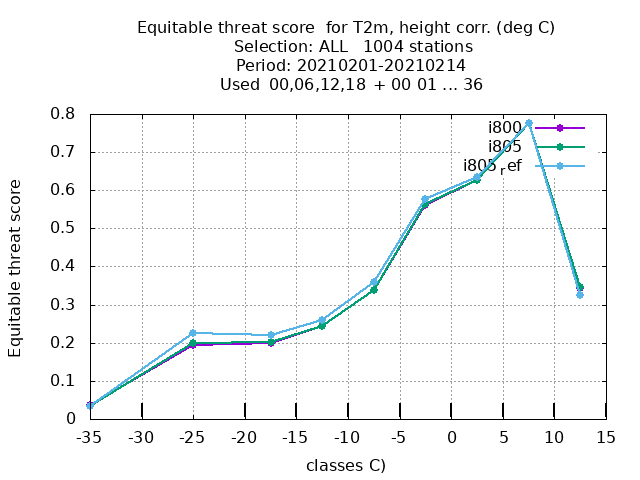 Equitable threat score  for T2m, height corr. (deg C)
Selection: ALL   1004 stations
Period: 20210201-20210214
Used  00,06,12,18  + 00 01 ... 36
i800
i805
i805ref
Equitable threat score
0.8
0.7
0.6
0.5
0.4
0.3
0.2
0.1
0
-35 -30 -25 -20 -15 -10 -5 0 5 10 15
classes C)